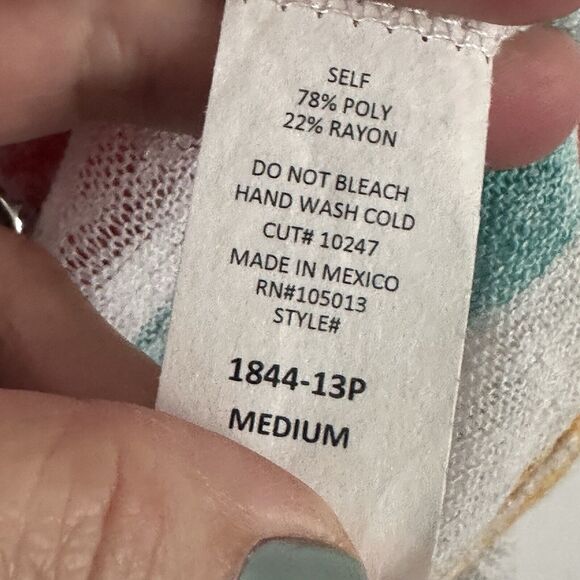 SELF
78% POLY
22% RAYON
DO NOT BLEACH
HAND WASH COLD
CUT# 10247
MADE IN MEXICO
RN#105013
STYLE#
1844-13P
MEDIUM